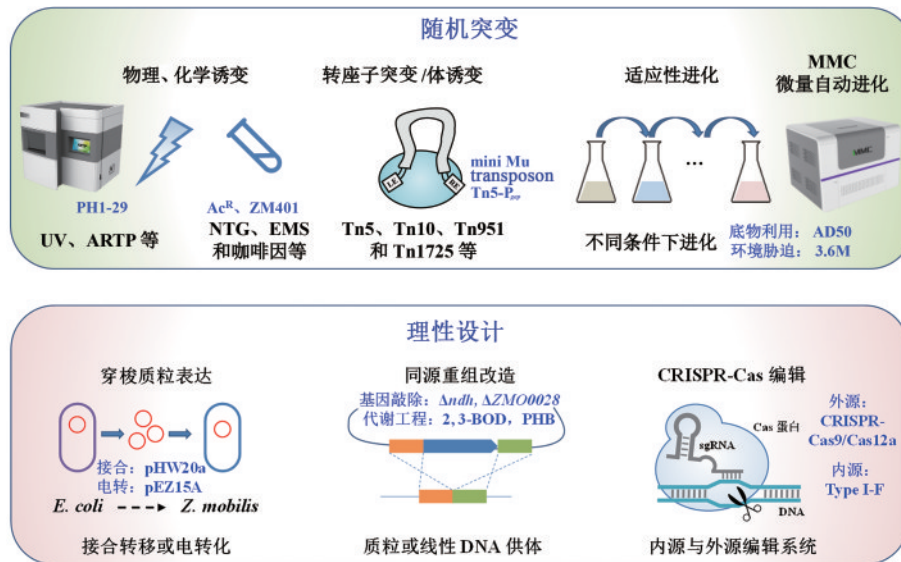 随机突变
物理、化学诱变
PH1-29
UV、ARTP 等
Ac^R、ZM401
NTG、EMS
和咖啡因等
转座子突变/体诱变
LE
RE
mini Mu
transposon
Tn5-P_gap
Tn5、Tn10、Tn951
和 Tn1725 等
适应性进化
...
不同条件下进化
MMC
微量自动进化
MMC
底物利用： AD50
环境胁迫： 3.6M
理性设计
穿梭质粒表达
接合： pHW20a
电转： pEZ15A
E. coli
Z. mobilis
接合转移或电转化
同源重组改造
基因敲除： Δndh, ΔZMO0028
代谢工程： 2, 3-BOD， PHB
质粒或线性 DNA 供体
CRISPR-Cas 编辑
Cas 蛋白
sgRNA
DNA
外源：
CRISPR-
Cas9/Cas12a
内源：
Type I-F
内源与外源编辑系统